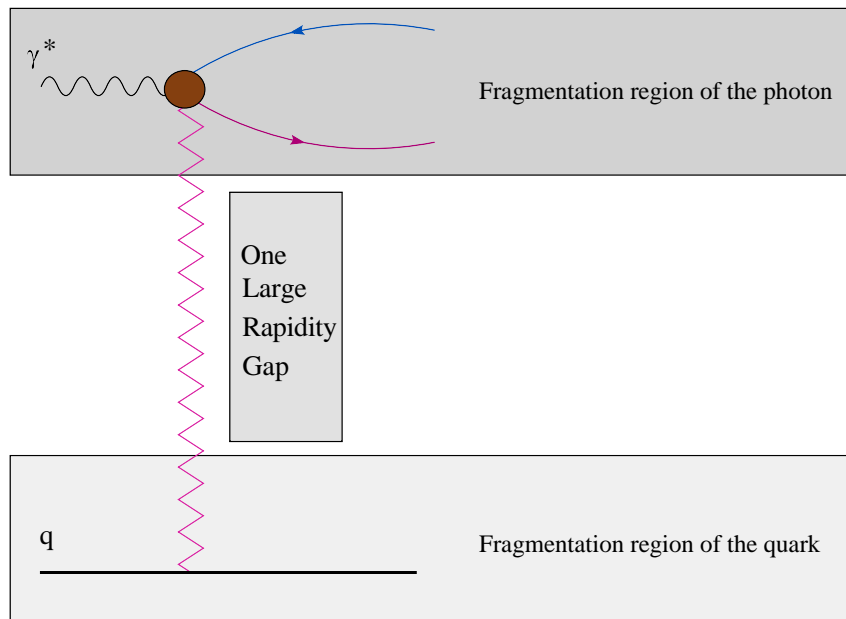 γ*
Fragmentation region of the photon
One
Large
Rapidity
Gap
q
Fragmentation region of the quark